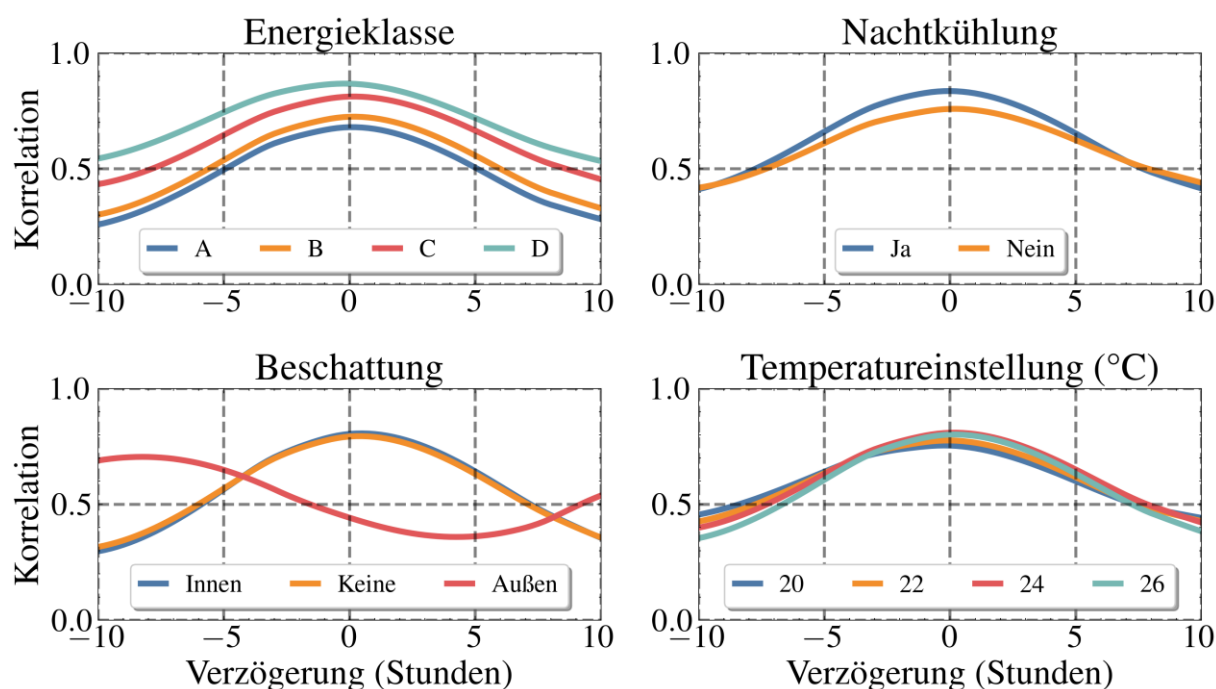 Energieklasse
Korrelation
1.0
0.5
0.0
A B C D
−10 −5 0 5 10
Nachtkühlung
1.0
0.5
0.0
Ja Nein
−10 −5 0 5 10
Beschattung
Korrelation
1.0
0.5
0.0
Innen Keine Außen
−10 −5 0 5 10
Verzögerung (Stunden)
Temperatureinstellung (°C)
1.0
0.5
0.0
20 22 24 26
−10 −5 0 5 10
Verzögerung (Stunden)